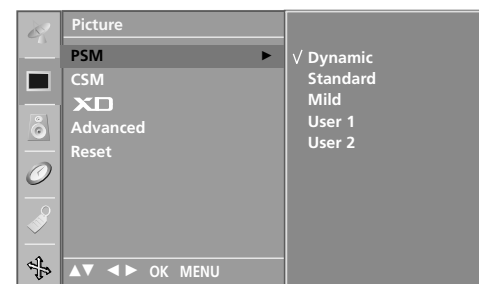 Picture
PSM ►
CSM
XD
Advanced
Reset
▲▼ ◄► OK MENU
√ Dynamic
Standard
Mild
User 1
User 2